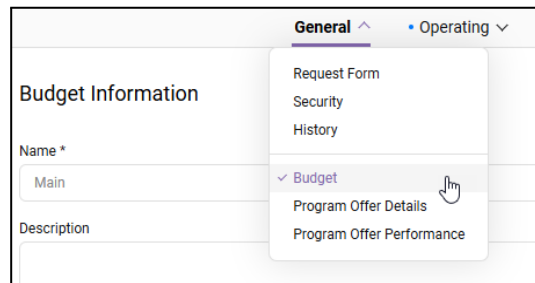 General
Operating
Request Form
Budget Information
Security
History
Name *
Main
Budget
Program Offer Details
Description
Program Offer Performance